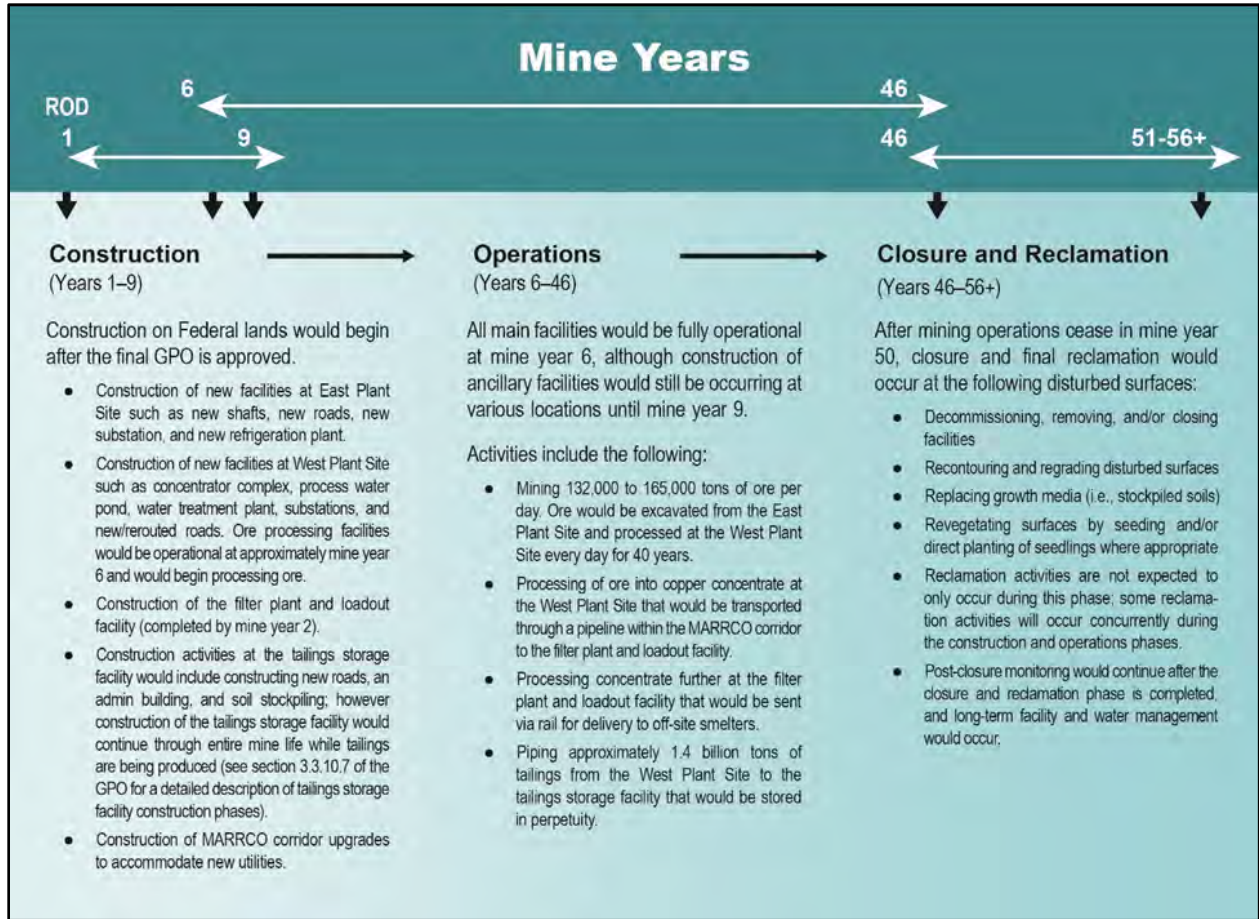 Mine Years
6
46
ROD
1
9
46
51-56+
Construction
(Years 1–9)
Construction on Federal lands would begin
after the final GPO is approved.
• Construction of new facilities at East Plant
Site such as new shafts, new roads, new
substation, and new refrigeration plant.
• Construction of new facilities at West Plant Site
such as concentrator complex, process water
pond, water treatment plant, substations, and
new/rerouted roads. Ore processing facilities
would be operational at approximately mine year
6 and would begin processing ore.
• Construction of the filter plant and loadout
facility (completed by mine year 2).
• Construction activities at the tailings storage
facility would include constructing new roads, an
admin building, and soil stockpiling; however
construction of the tailings storage facility would
continue through entire mine life while tailings
are being produced (see section 3.3.10.7 of the
GPO for a detailed description of tailings storage
facility construction phases).
• Construction of MARRCO corridor upgrades
to accommodate new utilities.
Operations
(Years 6–46)
All main facilities would be fully operational
at mine year 6, although construction of
ancillary facilities would still be occurring at
various locations until mine year 9.
Activities include the following:
• Mining 132,000 to 165,000 tons of ore per
day. Ore would be excavated from the East
Plant Site and processed at the West Plant
Site every day for 40 years.
• Processing of ore into copper concentrate at
the West Plant Site that would be transported
through a pipeline within the MARRCO corridor
to the filter plant and loadout facility.
• Processing concentrate further at the filter
plant and loadout facility that would be sent
via rail for delivery to off-site smelters.
• Piping approximately 1.4 billion tons of
tailings from the West Plant Site to the
tailings storage facility that would be stored
in perpetuity.
Closure and Reclamation
(Years 46–56+)
After mining operations cease in mine year
50, closure and final reclamation would
occur at the following disturbed surfaces:
• Decommissioning, removing, and/or closing
facilities
• Recontouring and regrading disturbed surfaces
• Replacing growth media (i.e., stockpiled soils)
• Revegetating surfaces by seeding and/or
direct planting of seedlings where appropriate
• Reclamation activities are not expected to
only occur during this phase; some reclama-
tion activities will occur concurrently during
the construction and operations phases.
• Post-closure monitoring would continue after the
closure and reclamation phase is completed,
and long-term facility and water management
would occur.